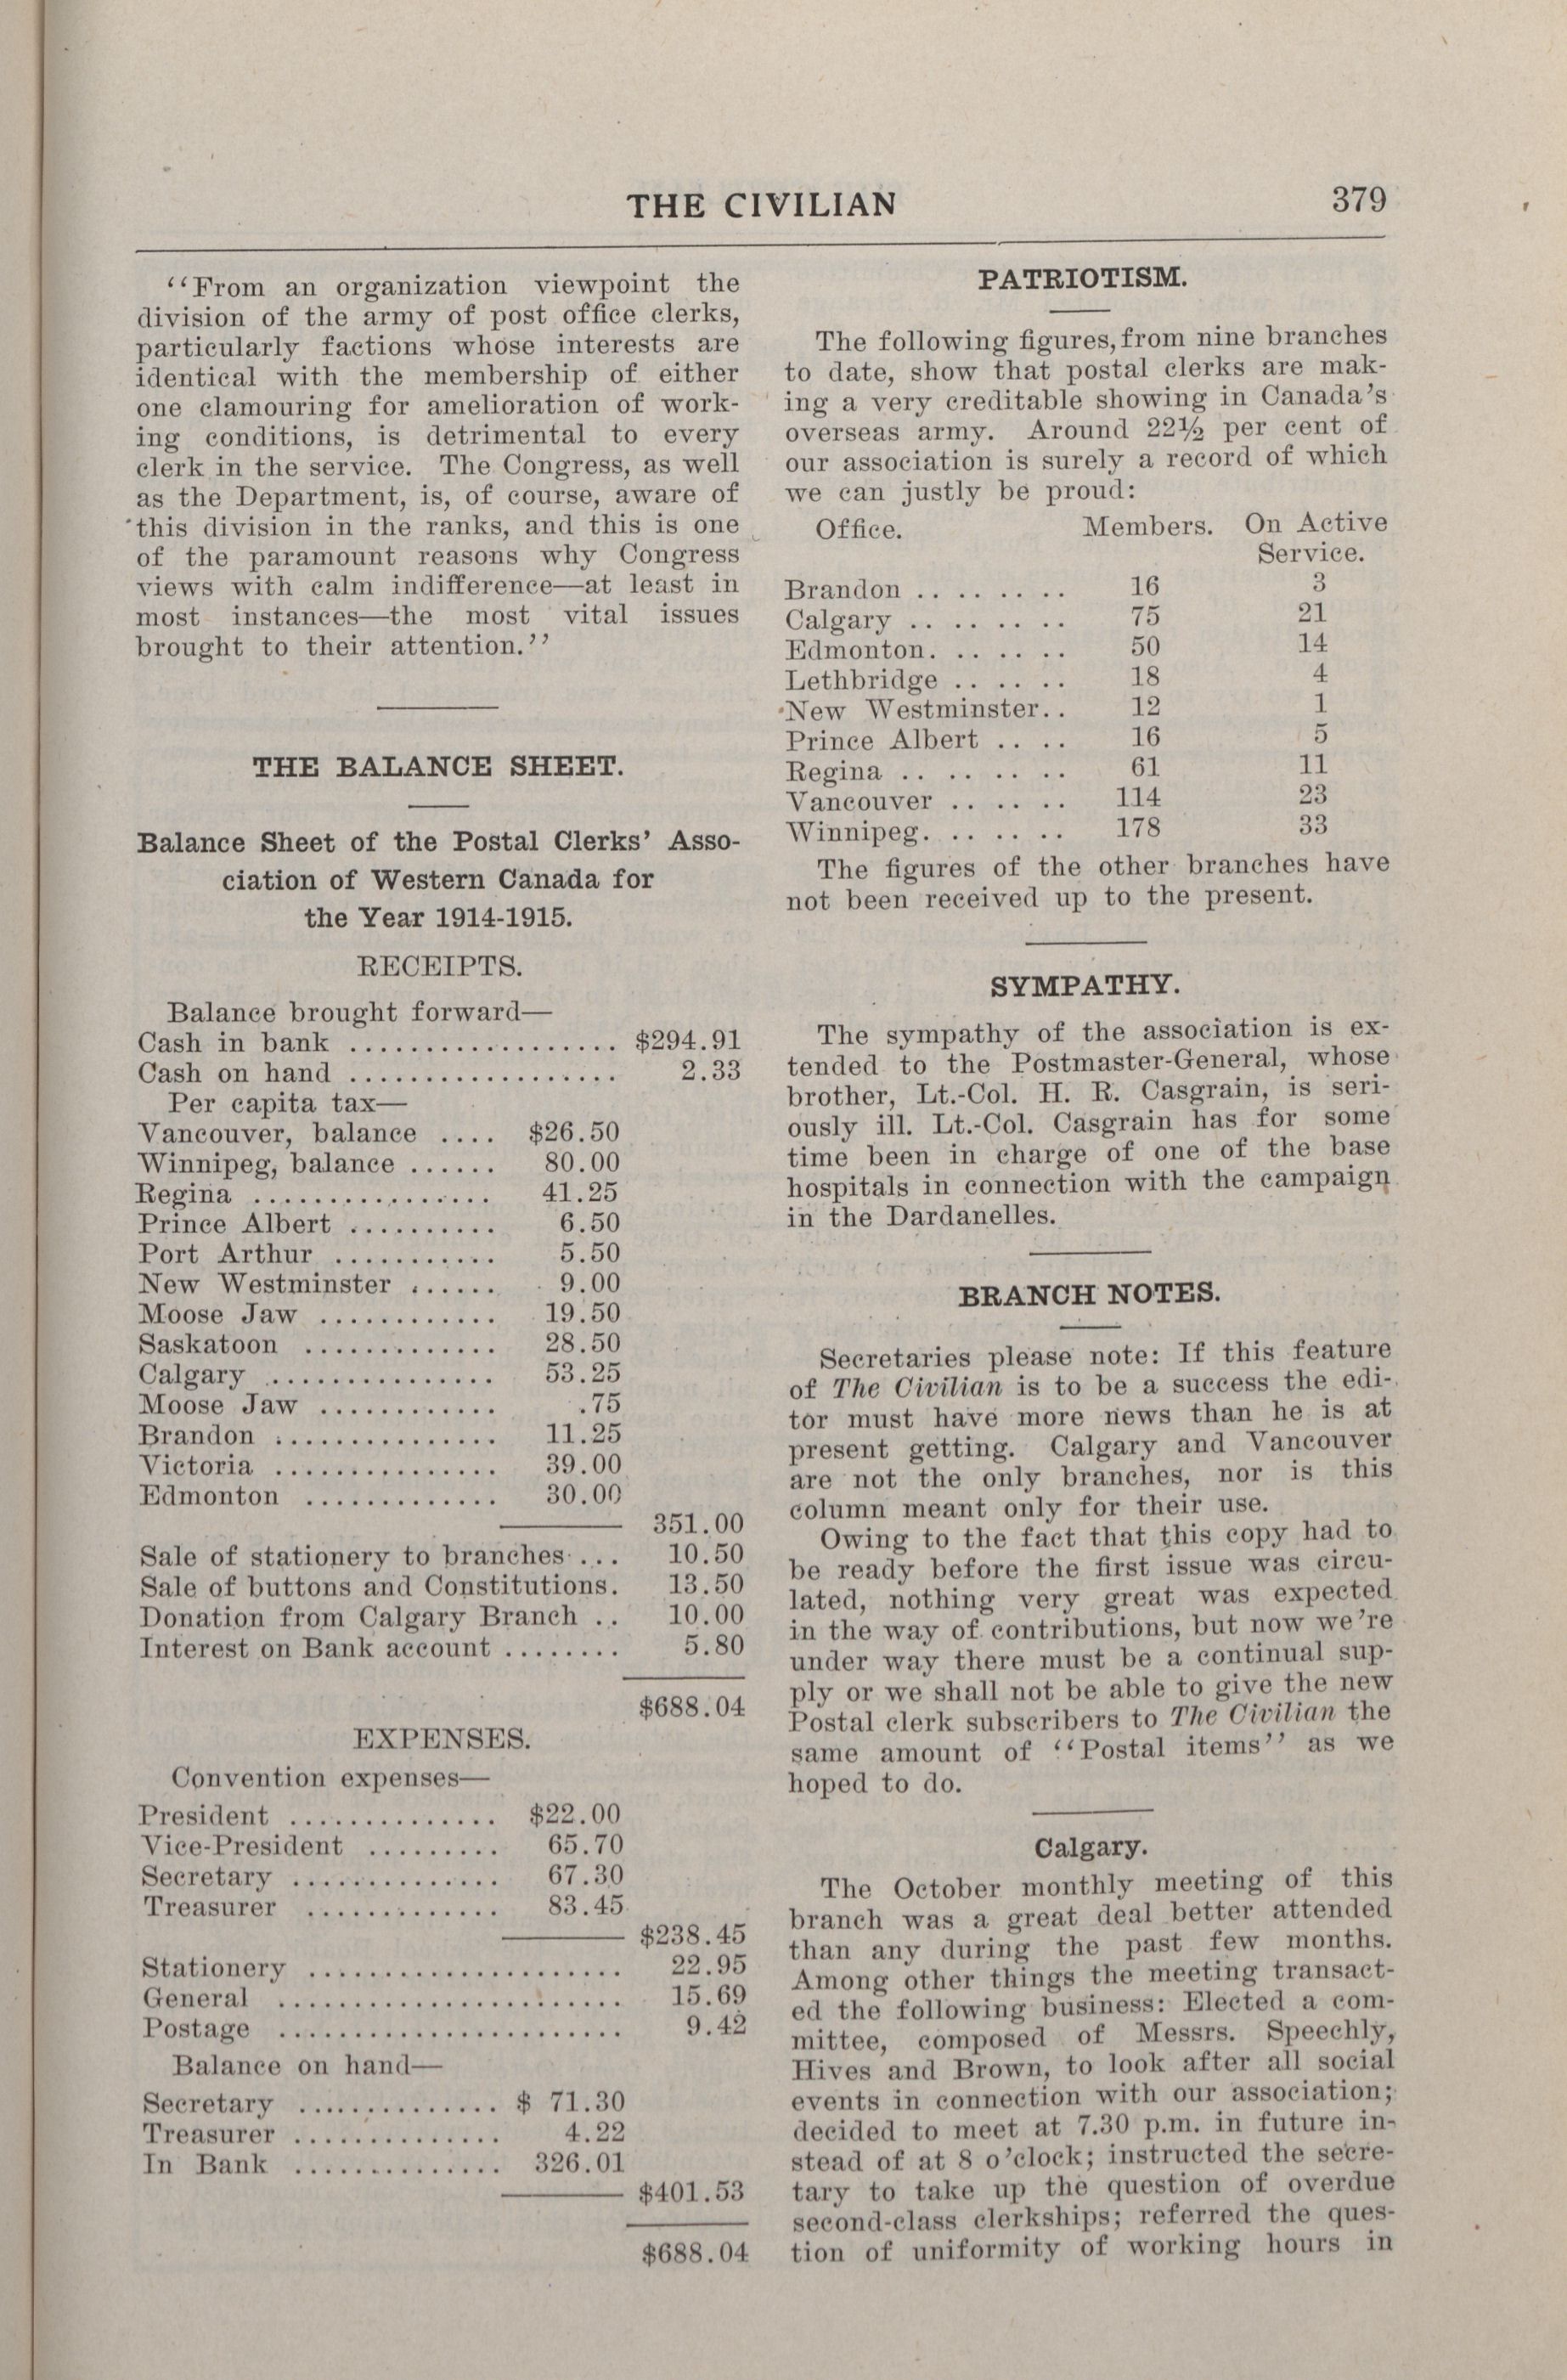 THE CIVILIAN 379
‘‘From an organization viewpoint the
division of the army of post office clerks,
particularly factions whose interests are
identical with the membership of either
one clamouring for amelioration of work-
ing conditions, is detrimental to every
clerk in the service. The Congress, as well
as the Department, is, of course, aware of
this division in the ranks, and this is one
of the paramount reasons why Congress
views with calm indifference—at least in
most instances—the most vital issues
brought to their attention.’’
THE BALANCE SHEET.
Balance Sheet of the Postal Clerks’ Asso-
ciation of Western Canada for
the Year 1914-1915.
RECEIPTS.
Balance brought forward—
Cash in bank .................. $294.91
Cash on hand .................. 2.33
Per capita tax—
Vancouver, balance .... $26.50
Winnipeg, balance ...... 80.00
Regina ................ 41.25
Prince Albert .......... 6.50
Port Arthur ........... 5.50
New Westminster ...... 9.00
Moose Jaw ............ 19.50
Saskatoon ............. 28.50
Calgary ............... 53.25
Moose Jaw ............ .75
Brandon ............... 11.25
Victoria ............... 39.00
Edmonton ............. 30.00
351.00
Sale of stationery to branches ... 10.50
Sale of buttons and Constitutions. 13.50
Donation from Calgary Branch .. 10.00
Interest on Bank account ........ 5.80
$688.04
EXPENSES.
Convention expenses—
President .............. $22.00
Vice-President ......... 65.70
Secretary .............. 67.30
Treasurer ............. 83.45
$238.45
Stationery ..................... 22.95
General ....................... 15.69
Postage ....................... 9.42
Balance on hand—
Secretary .............. $ 71.30
Treasurer .............. 4.22
In Bank .............. 326.01
$401.53
$688.04
PATRIOTISM.
The following figures, from nine branches
to date, show that postal clerks are mak-
ing a very creditable showing in Canada’s
overseas army. Around 22½ per cent of
our association is surely a record of which
we can justly be proud:
Office. Members. On Active
Service.
Brandon .. .. .. .. .. 16 3
Calgary .. .. .. .. .. 75 21
Edmonton. .. .. .. .. 50 14
Lethbridge .. .. .. .. 18 4
New Westminster.. 12 1
Prince Albert .. .. 16 5
Regina .. .. .. .. .. 61 11
Vancouver .. .. .. .. 114 23
Winnipeg. .. .. .. .. 178 33
The figures of the other branches have
not been received up to the present.
SYMPATHY.
The sympathy of the association is ex-
tended to the Postmaster-General, whose
brother, Lt.-Col. H. R. Casgrain, is seri-
ously ill. Lt.-Col. Casgrain has for some
time been in charge of one of the base
hospitals in connection with the campaign
in the Dardanelles.
BRANCH NOTES.
Secretaries please note: If this feature
of The Civilian is to be a success the edi-
tor must have more news than he is at
present getting. Calgary and Vancouver
are not the only branches, nor is this
column meant only for their use.
Owing to the fact that this copy had to
be ready before the first issue was circu-
lated, nothing very great was expected
in the way of contributions, but now we’re
under way there must be a continual sup-
ply or we shall not be able to give the new
Postal clerk subscribers to The Civilian the
same amount of ‘‘Postal items’’ as we
hoped to do.
Calgary.
The October monthly meeting of this
branch was a great deal better attended
than any during the past few months.
Among other things the meeting transact-
ed the following business: Elected a com-
mittee, composed of Messrs. Speechly,
Hives and Brown, to look after all social
events in connection with our association;
decided to meet at 7.30 p.m. in future in-
stead of at 8 o’clock; instructed the secre-
tary to take up the question of overdue
second-class clerkships; referred the ques-
tion of uniformity of working hours in